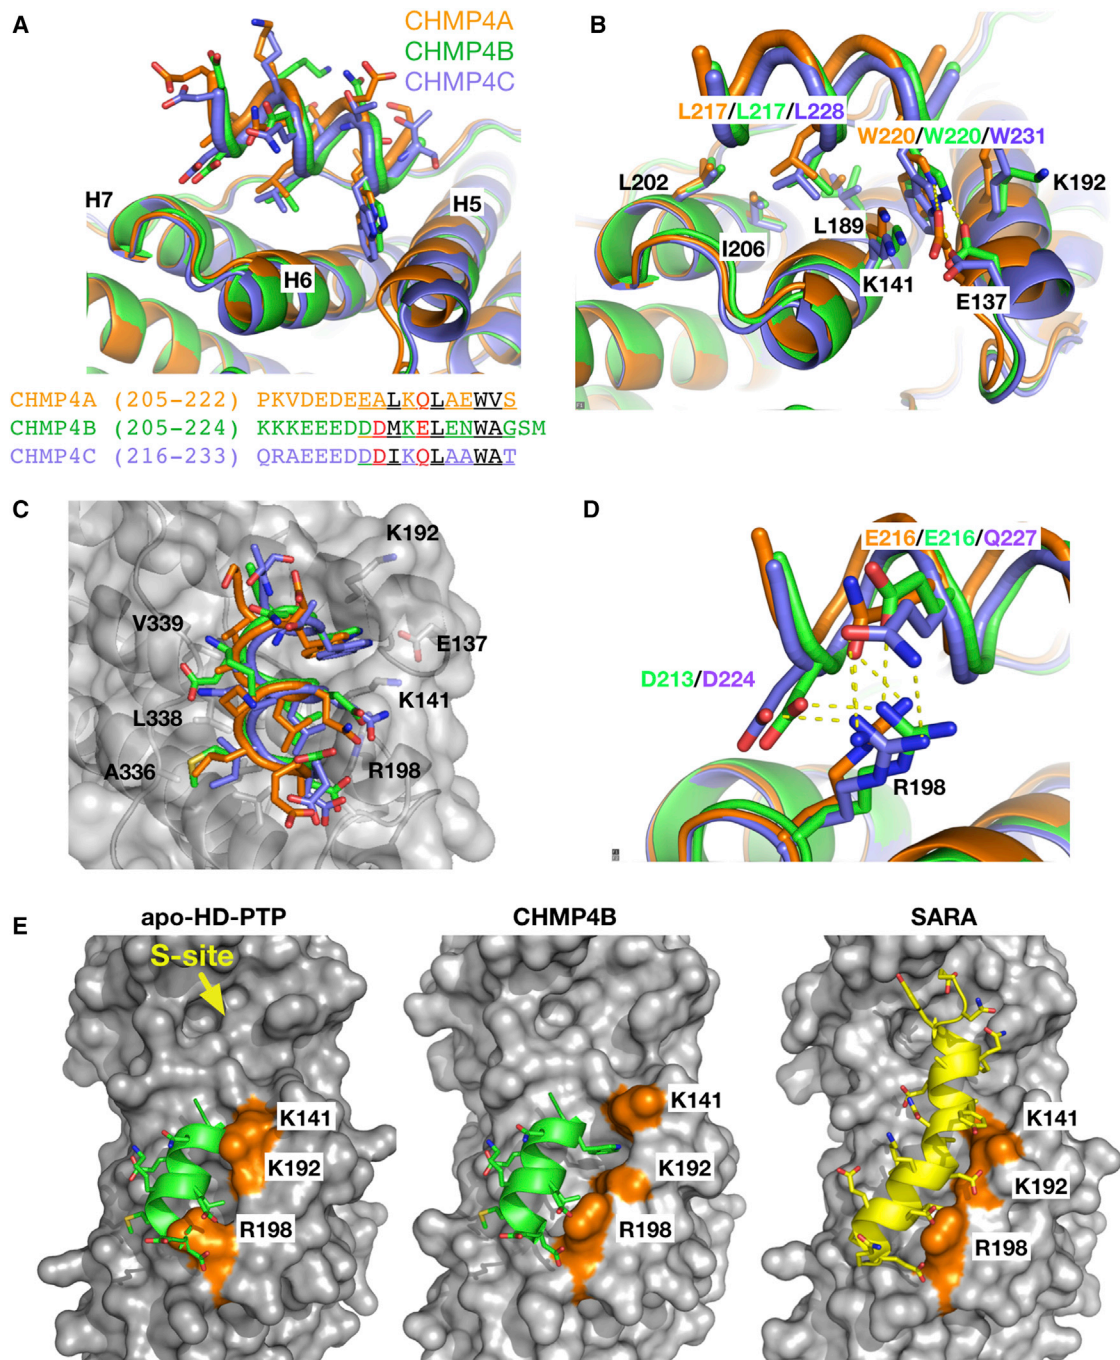 A
CHMP4A
CHMP4B
CHMP4C
H7
H5
H6
CHMP4A (205-222) PKVDEDEEALKQLAEWVS
CHMP4B (205-224) KKKEEEDDDMKELENWAGSM
CHMP4C (216-233) QRAEEEDDDIKQLAAWAT
B
L217/L217/L228
W220/W220/W231
L202
K192
L189
I206
K141
E137
C
K192
V339
E137
K141
L338
A336
R198
D
E216/E216/Q227
D213/D224
R198
E
apo-HD-PTP
S-site
K141
K192
R198
CHMP4B
K141
K192
R198
SARA
K141
K192
R198